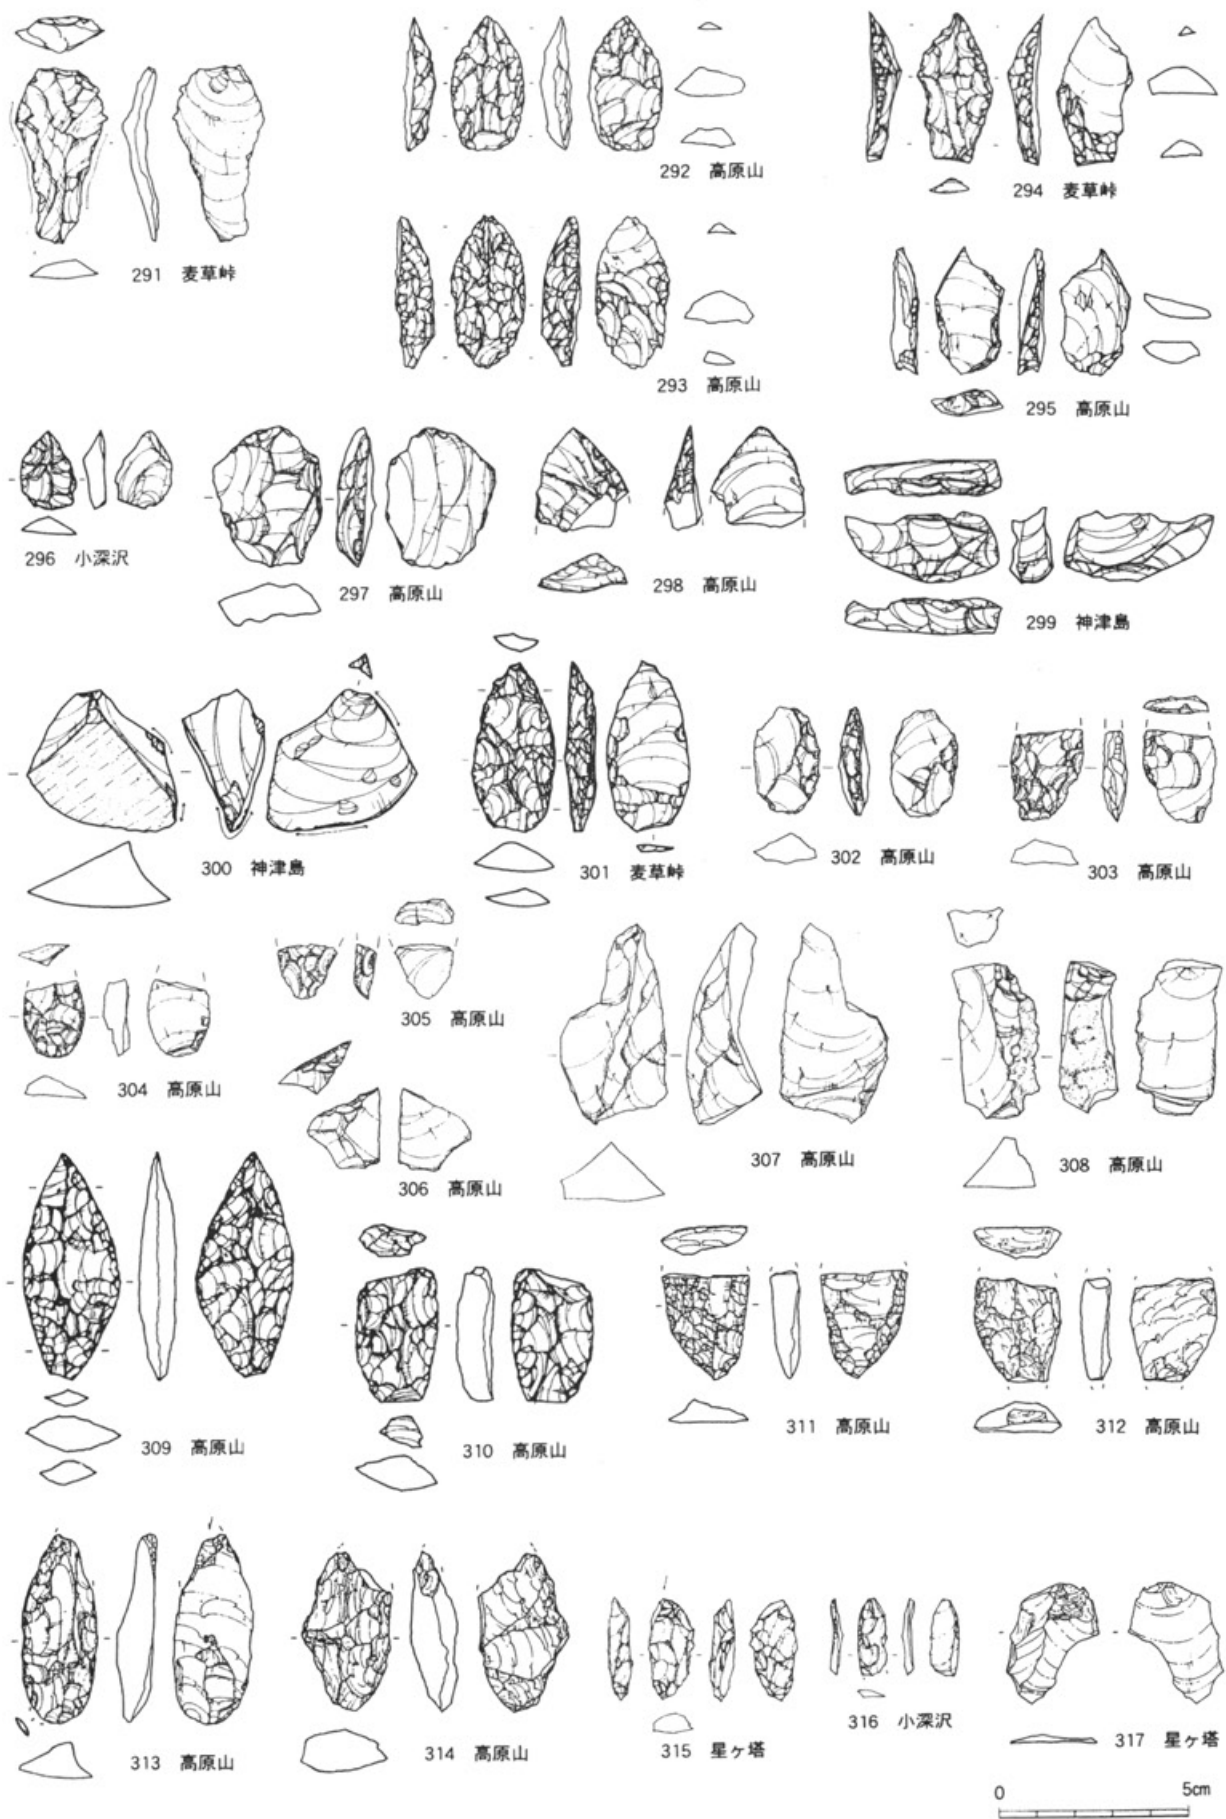 291 麦草峠
292 高原山
293 高原山
294 麦草峠
295 高原山
296 小深沢
297 高原山
298 高原山
299 神津島
300 神津島
301 麦草峠
302 高原山
303 高原山
304 高原山
305 高原山
306 高原山
307 高原山
308 高原山
309 高原山
310 高原山
311 高原山
312 高原山
313 高原山
314 高原山
315 星ヶ塔
316 小深沢
317 星ヶ塔
0 5cm